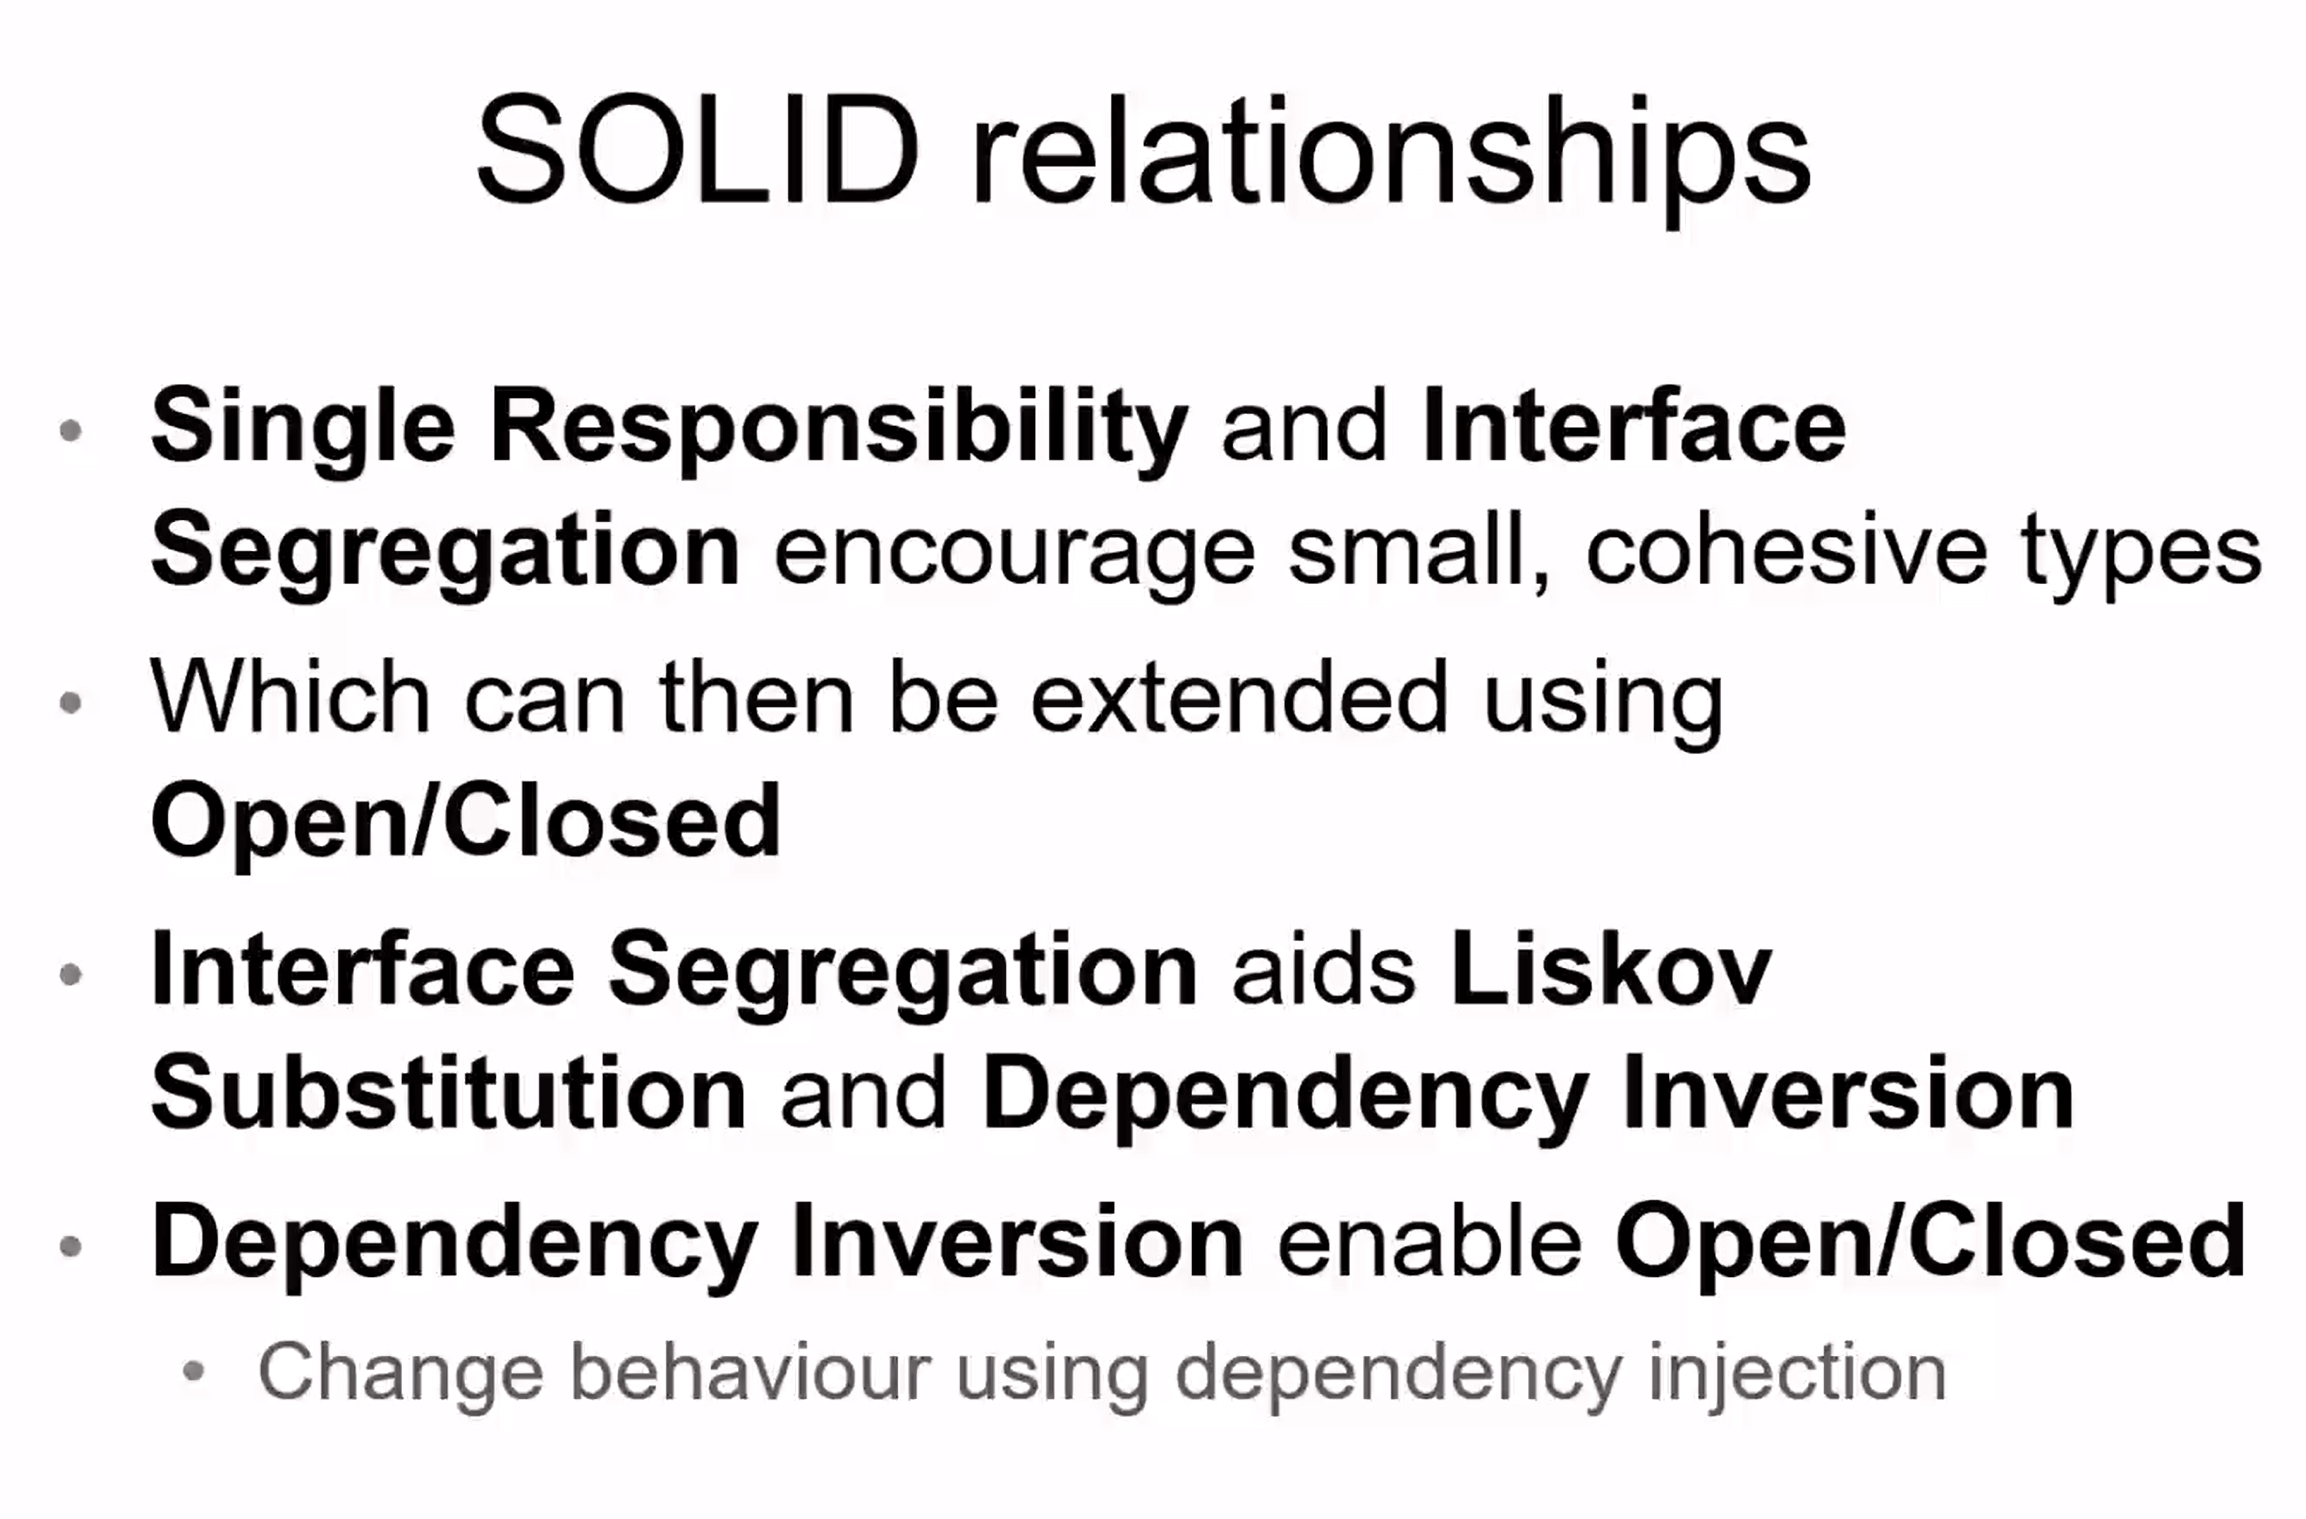 SOLID relationships
• Single Responsibility and Interface
Segregation encourage small, cohesive types
• Which can then be extended using
Open/Closed
• Interface Segregation aids Liskov
Substitution and Dependency Inversion
• Dependency Inversion enable Open/Closed
• Change behaviour using dependency injection